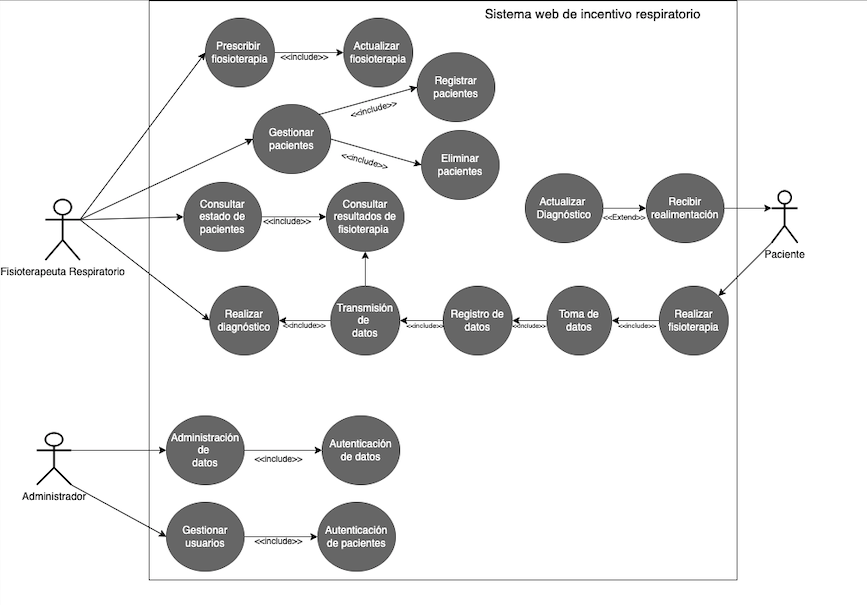 Sistema web de incentivo respiratorio
Prescribir
fiosioterapia
<<include>>
Actualizar
fiosioterapia
Gestionar
pacientes
<<include>>
Registrar
pacientes
<<include>>
Eliminar
pacientes
Consultar
estado de
pacientes
<<include>>
Consultar
resultados de
fisioterapia
Actualizar
Diagnóstico
<<Extend>>
Recibir
realimentación
Paciente
Fisioterapeuta Respiratorio
Realizar
diagnóstico
<<include>>
Transmisión
de
datos
<<include>>
Registro de
datos
<<include>>
Toma de
datos
<<include>>
Realizar
fisioterapia
Administrador
Administración
de
datos
<<include>>
Autenticación
de datos
Gestionar
usuarios
<<include>>
Autenticación
de pacientes